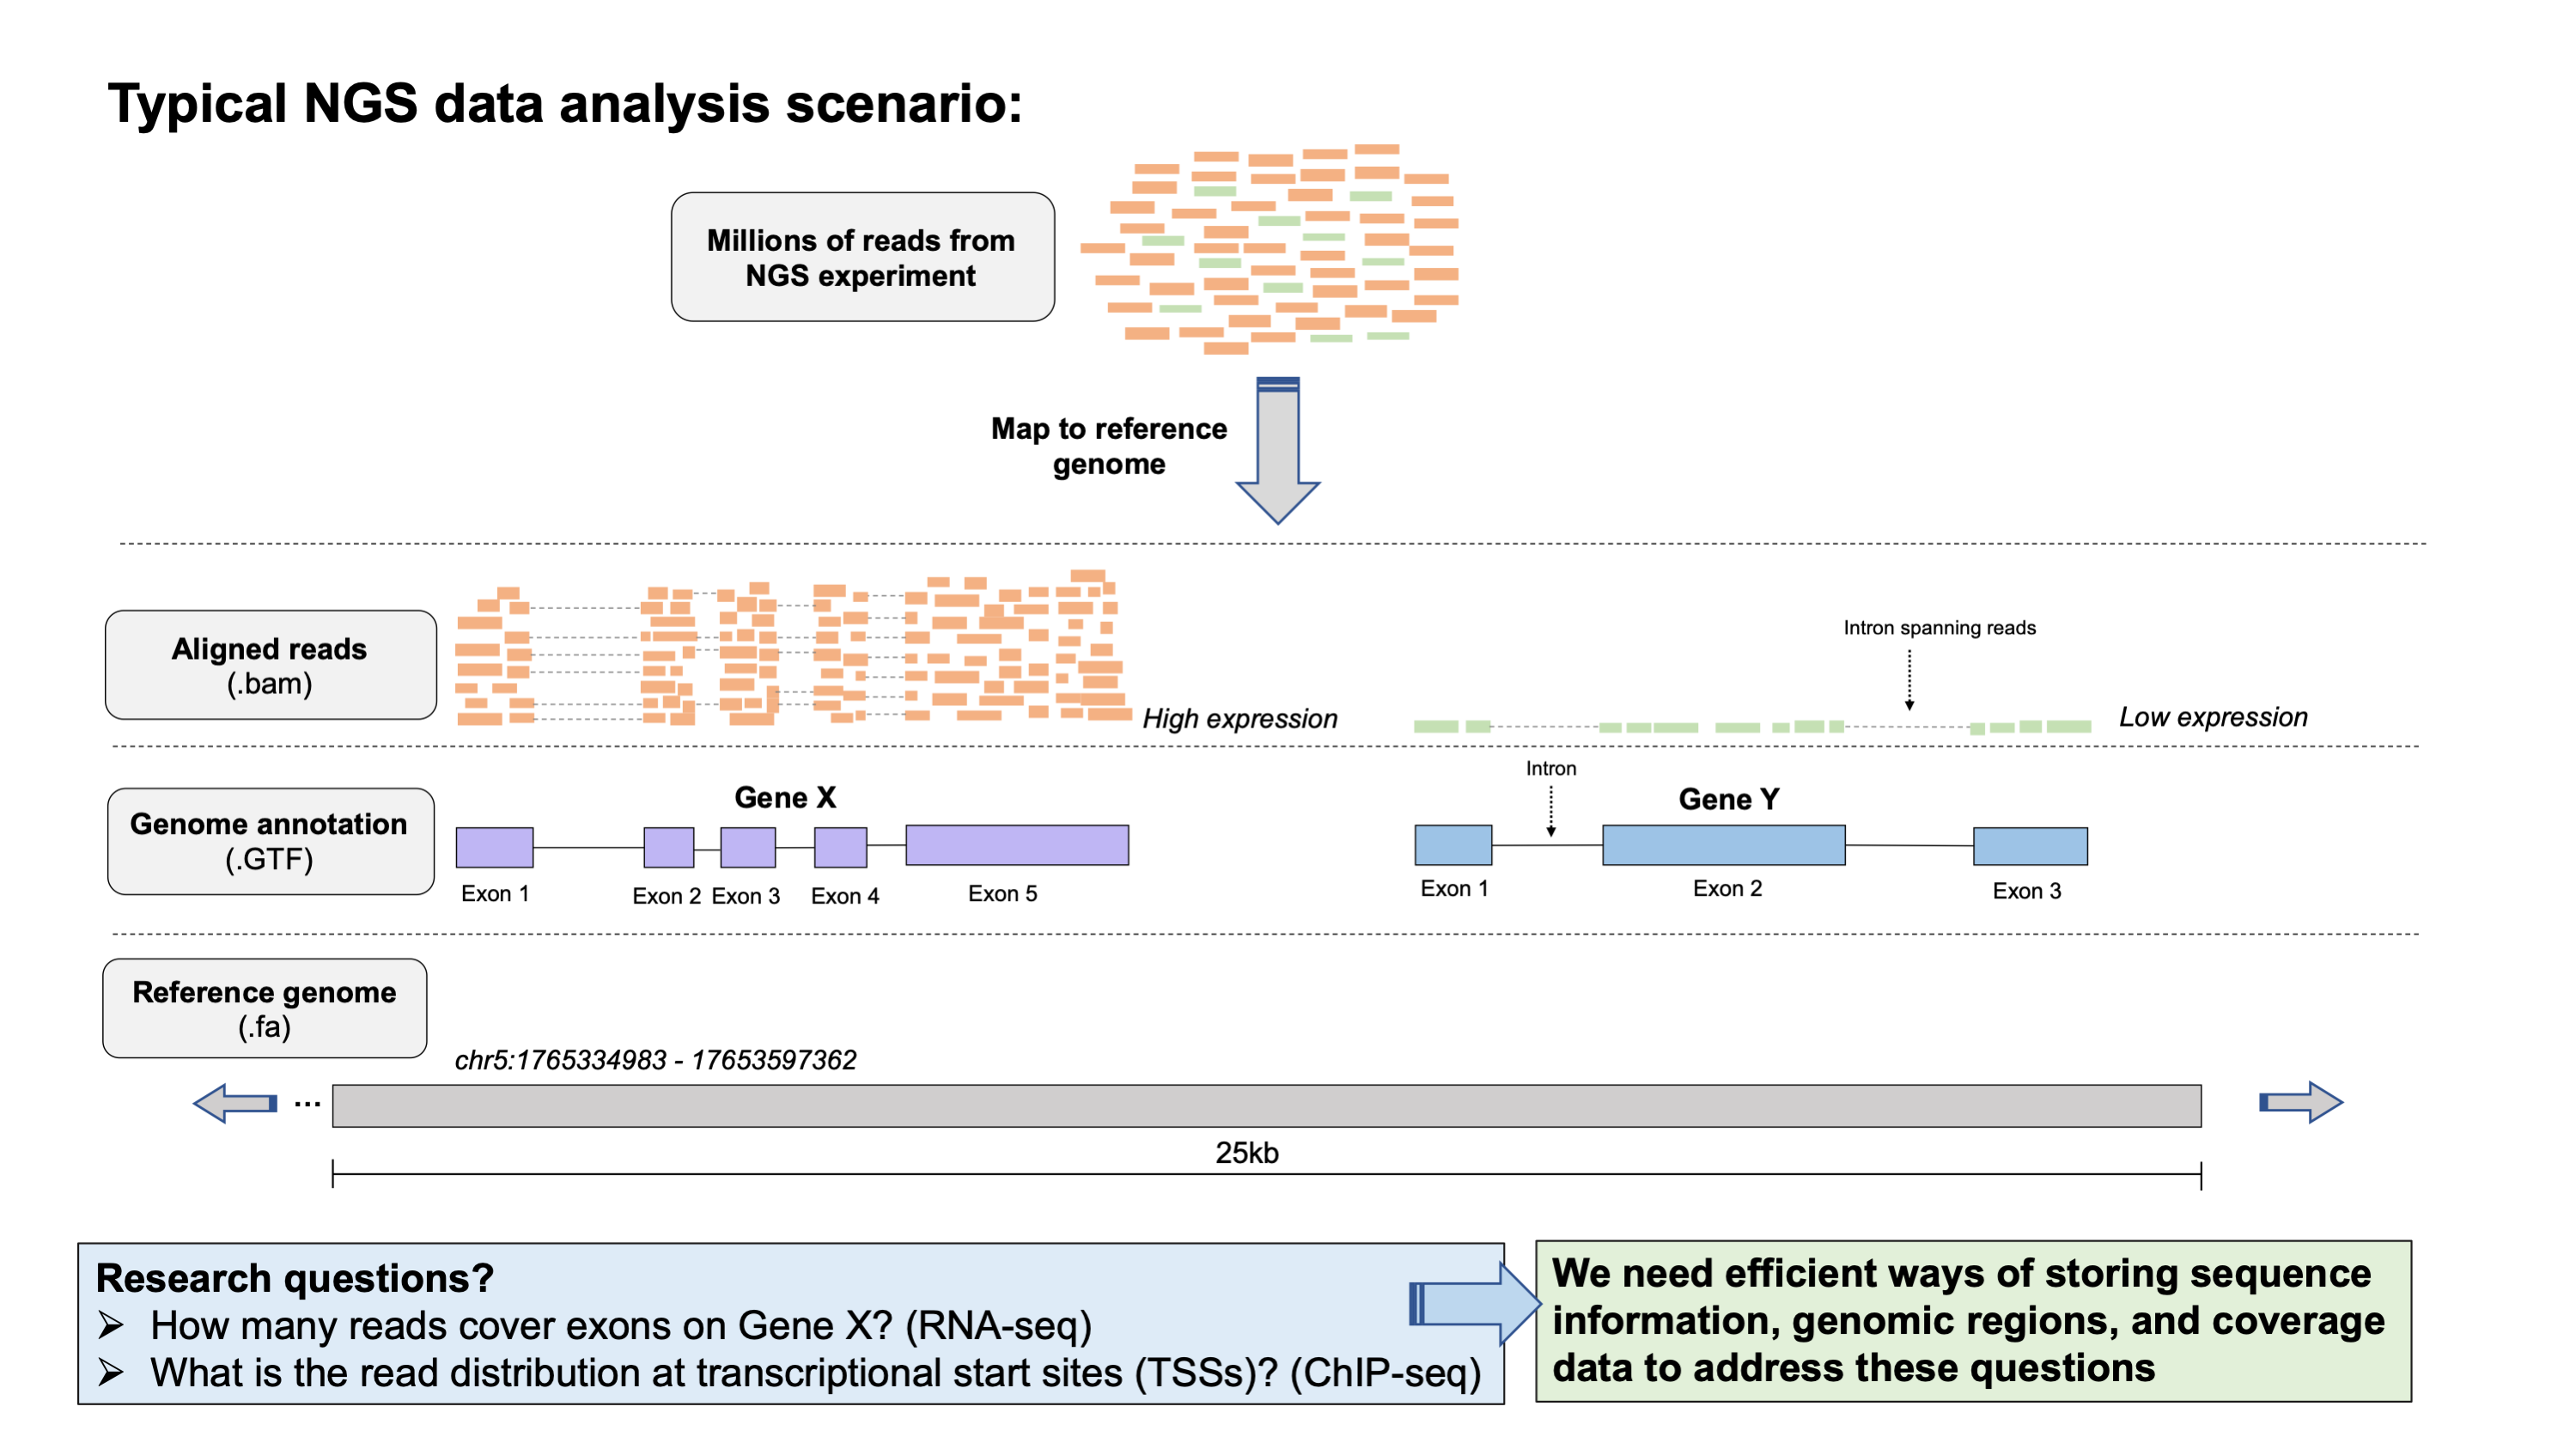 Typical NGS data analysis scenario:
Millions of reads from
NGS experiment
Map to reference
genome
Aligned reads
(.bam)
High expression
Intron spanning reads
Low expression
Genome annotation
(.GTF)
Gene X
Exon 1
Exon 2
Exon 3
Exon 4
Exon 5
Intron
Gene Y
Exon 1
Exon 2
Exon 3
Reference genome
(.fa)
chr5:1765334983 - 17653597362
...
25kb
Research questions?
➢ How many reads cover exons on Gene X? (RNA-seq)
➢ What is the read distribution at transcriptional start sites (TSSs)? (ChIP-seq)
We need efficient ways of storing sequence
information, genomic regions, and coverage
data to address these questions